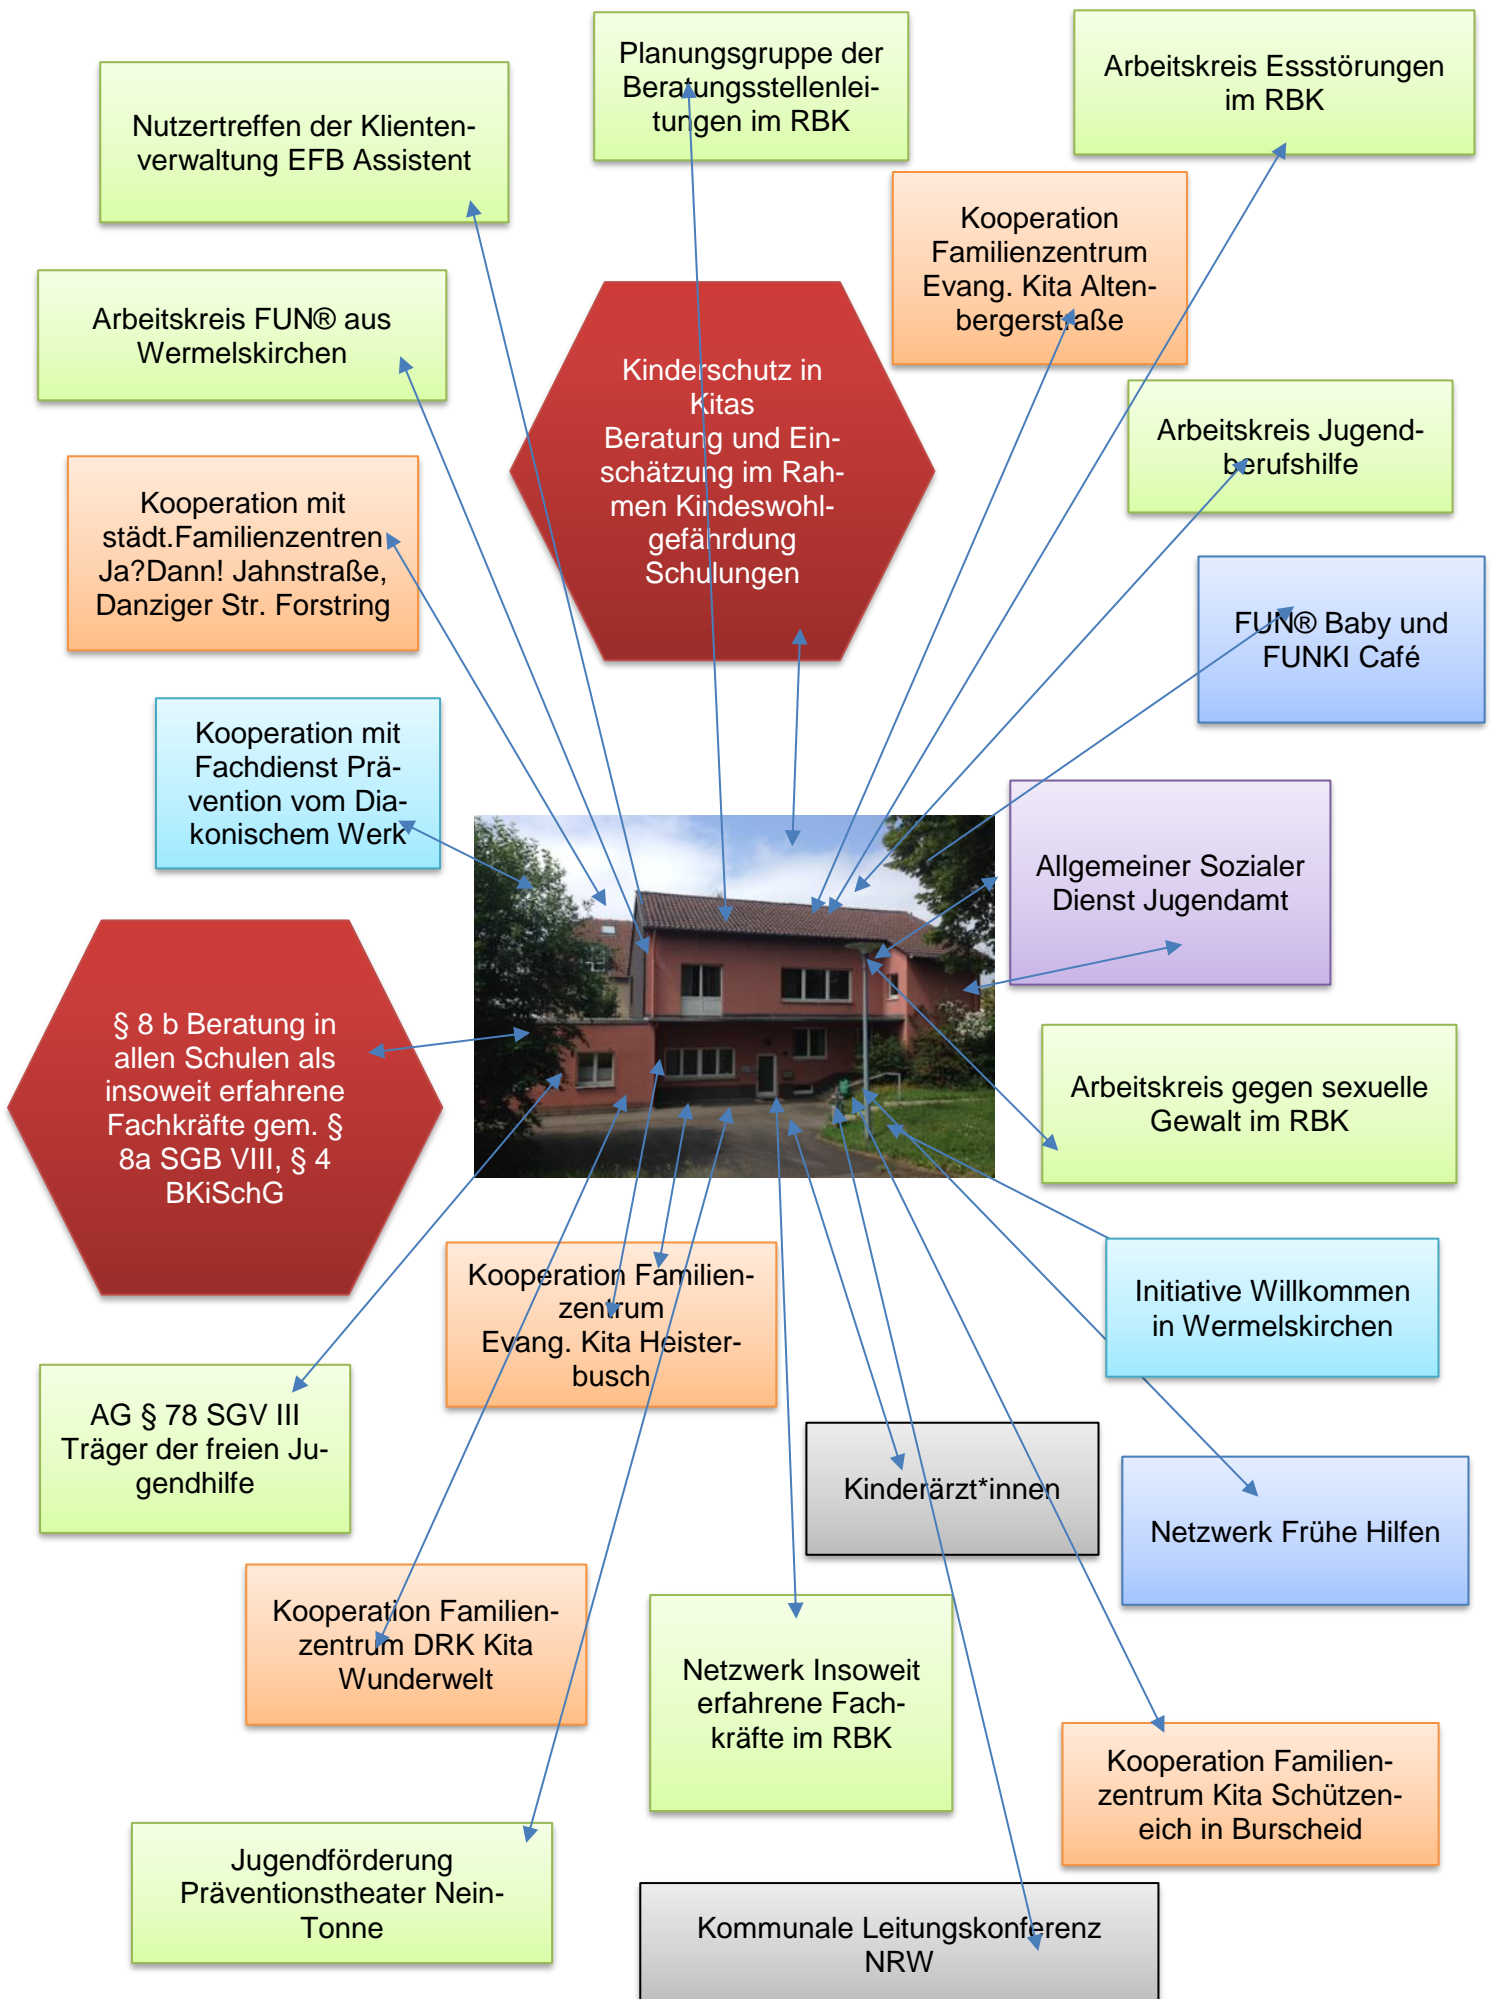 Planungsgruppe der
Beratungsstellenlei-
tungen im RBK
Arbeitskreis Essstörungen
im RBK
Nutzertreffen der Klienten-
verwaltung EFB Assistent
Kooperation
Familienzentrum
Evang. Kita Alten-
bergerstraße
Arbeitskreis FUN® aus
Wermelskirchen
Kinderschutz in
Kitas
Beratung und Ein-
schätzung im Rah-
men Kindeswohl-
gefährdung
Schulungen
Arbeitskreis Jugend-
berufshilfe
Kooperation mit
städt.Familienzentren
Ja?Dann! Jahnstraße,
Danziger Str. Forstring
FUN® Baby und
FUNKI Café
Kooperation mit
Fachdienst Prä-
vention vom Dia-
konischem Werk
Allgemeiner Sozialer
Dienst Jugendamt
§ 8 b Beratung in
allen Schulen als
insoweit erfahrene
Fachkräfte gem. §
8a SGB VIII, § 4
BKiSchG
Arbeitskreis gegen sexuelle
Gewalt im RBK
Kooperation Familien-
zentrum
Evang. Kita Heister-
busch
Initiative Willkommen
in Wermelskirchen
AG § 78 SGV III
Träger der freien Ju-
gendhilfe
Kinderärzt*innen
Netzwerk Frühe Hilfen
Kooperation Familien-
zentrum DRK Kita
Wunderwelt
Netzwerk Insoweit
erfahrene Fach-
kräfte im RBK
Kooperation Familien-
zentrum Kita Schützen-
eich in Burscheid
Jugendförderung
Präventionstheater Nein-
Tonne
Kommunale Leitungskonferenz
NRW